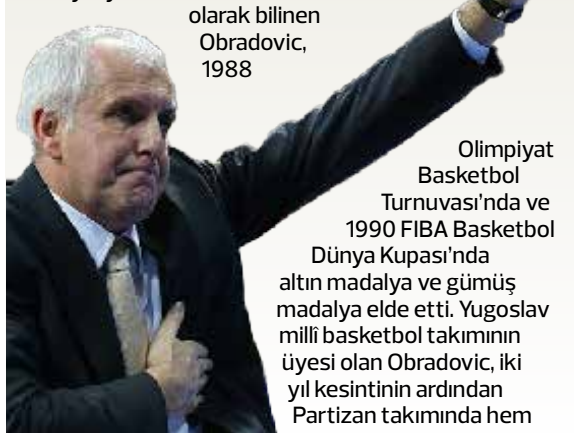 olarak bilinen
Obradovic,
1988
Olimpiyat
Basketbol
Turnuvası’nda ve
1990 FIBA Basketbol
Dünya Kupası’nda
altın madalya ve gümüş
madalya elde etti. Yugoslav
millî basketbol takımının
üyesi olan Obradovic, iki
yıl kesintinin ardından
Partizan takımında hem